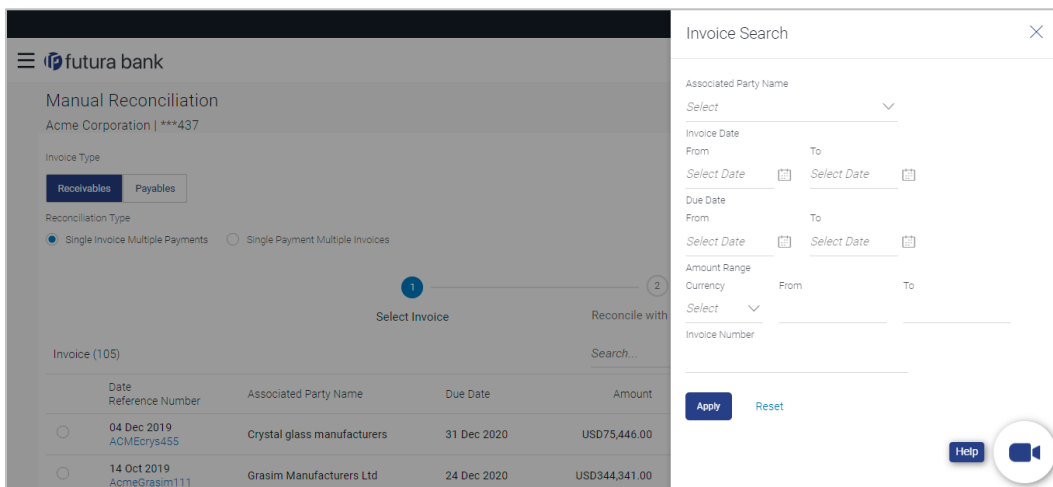 futura bank
Manual Reconciliation
Acme Corporation | ***437
Invoice Type
Receivables Payables
Reconciliation Type
Single Invoice Multiple Payments Single Payment Multiple Invoices
1 2
Select Invoice Reconcile with
Invoice (105) Search...
Date
Reference Number Associated Party Name Due Date Amount
04 Dec 2019
ACMEcrys455 Crystal glass manufacturers 31 Dec 2020 USD75,446.00
14 Oct 2019
AcmeGrasim111 Grasim Manufacturers Ltd 24 Dec 2020 USD344,341.00
Invoice Search
Associated Party Name
Select
Invoice Date
From To
Select Date Select Date
Due Date
From To
Select Date Select Date
Amount Range
Currency From To
Select
Invoice Number
Apply Reset
Help